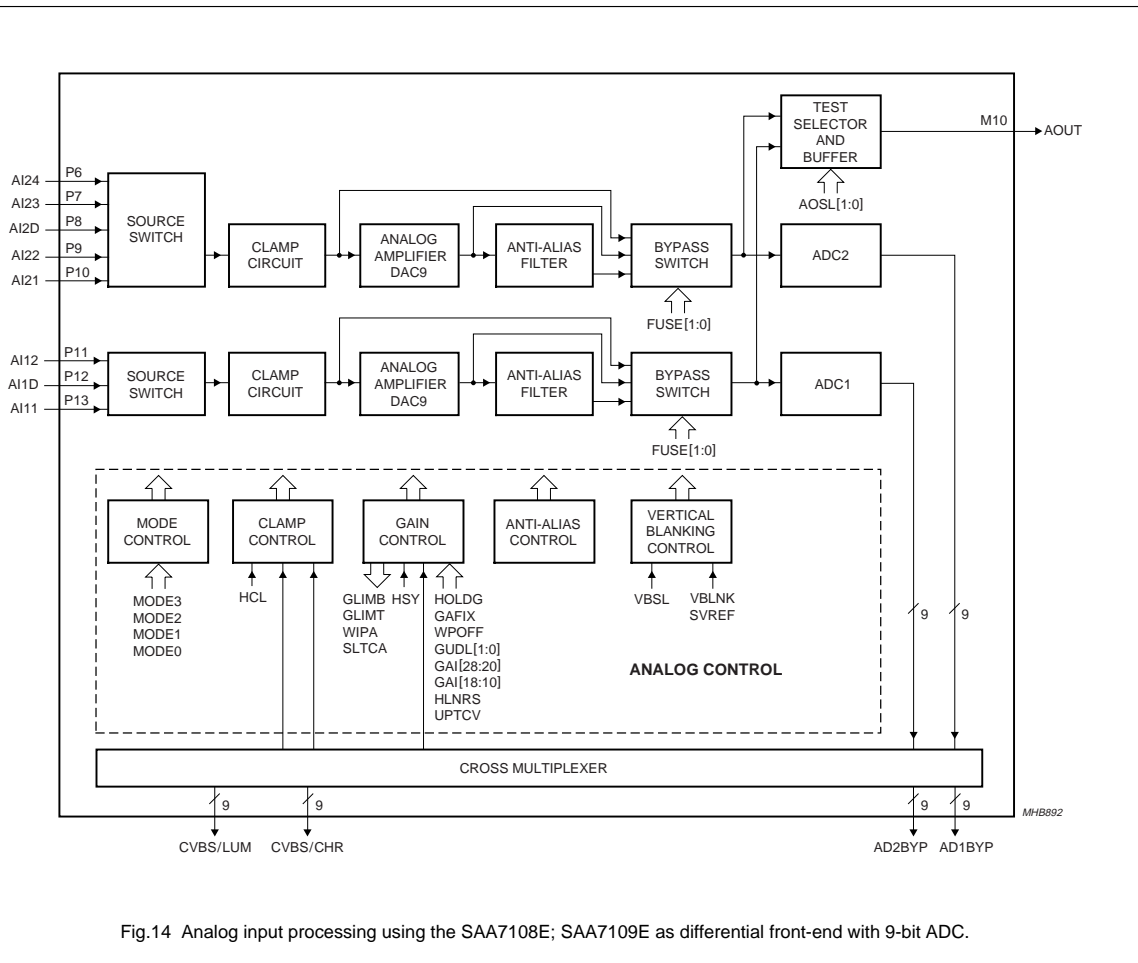 TEST
SELECTOR
AND
BUFFER
M10
AOUT
AOSL[1:0]
AI24
P6
AI23
P7
AI2D
P8
AI22
P9
AI21
P10
SOURCE
SWITCH
CLAMP
CIRCUIT
ANALOG
AMPLIFIER
DAC9
ANTI-ALIAS
FILTER
BYPASS
SWITCH
ADC2
FUSE[1:0]
AI12
P11
AI1D
P12
AI11
P13
SOURCE
SWITCH
CLAMP
CIRCUIT
ANALOG
AMPLIFIER
DAC9
ANTI-ALIAS
FILTER
BYPASS
SWITCH
ADC1
FUSE[1:0]
MODE
CONTROL
CLAMP
CONTROL
GAIN
CONTROL
ANTI-ALIAS
CONTROL
VERTICAL
BLANKING
CONTROL
MODE3
MODE2
MODE1
MODE0
HCL
GLIMB
GLIMT
WIPA
SLTCA
HSY
HOLDG
GAFIX
WPOFF
GUDL[1:0]
GAI[28:20]
GAI[18:10]
HLNRS
UPTCV
VBSL
VBLNK
SVREF
9
9
ANALOG CONTROL
CROSS MULTIPLEXER
9
9
9
9
MHB892
CVBS/LUM
CVBS/CHR
AD2BYP
AD1BYP
Fig.14 Analog input processing using the SAA7108E; SAA7109E as differential front-end with 9-bit ADC.